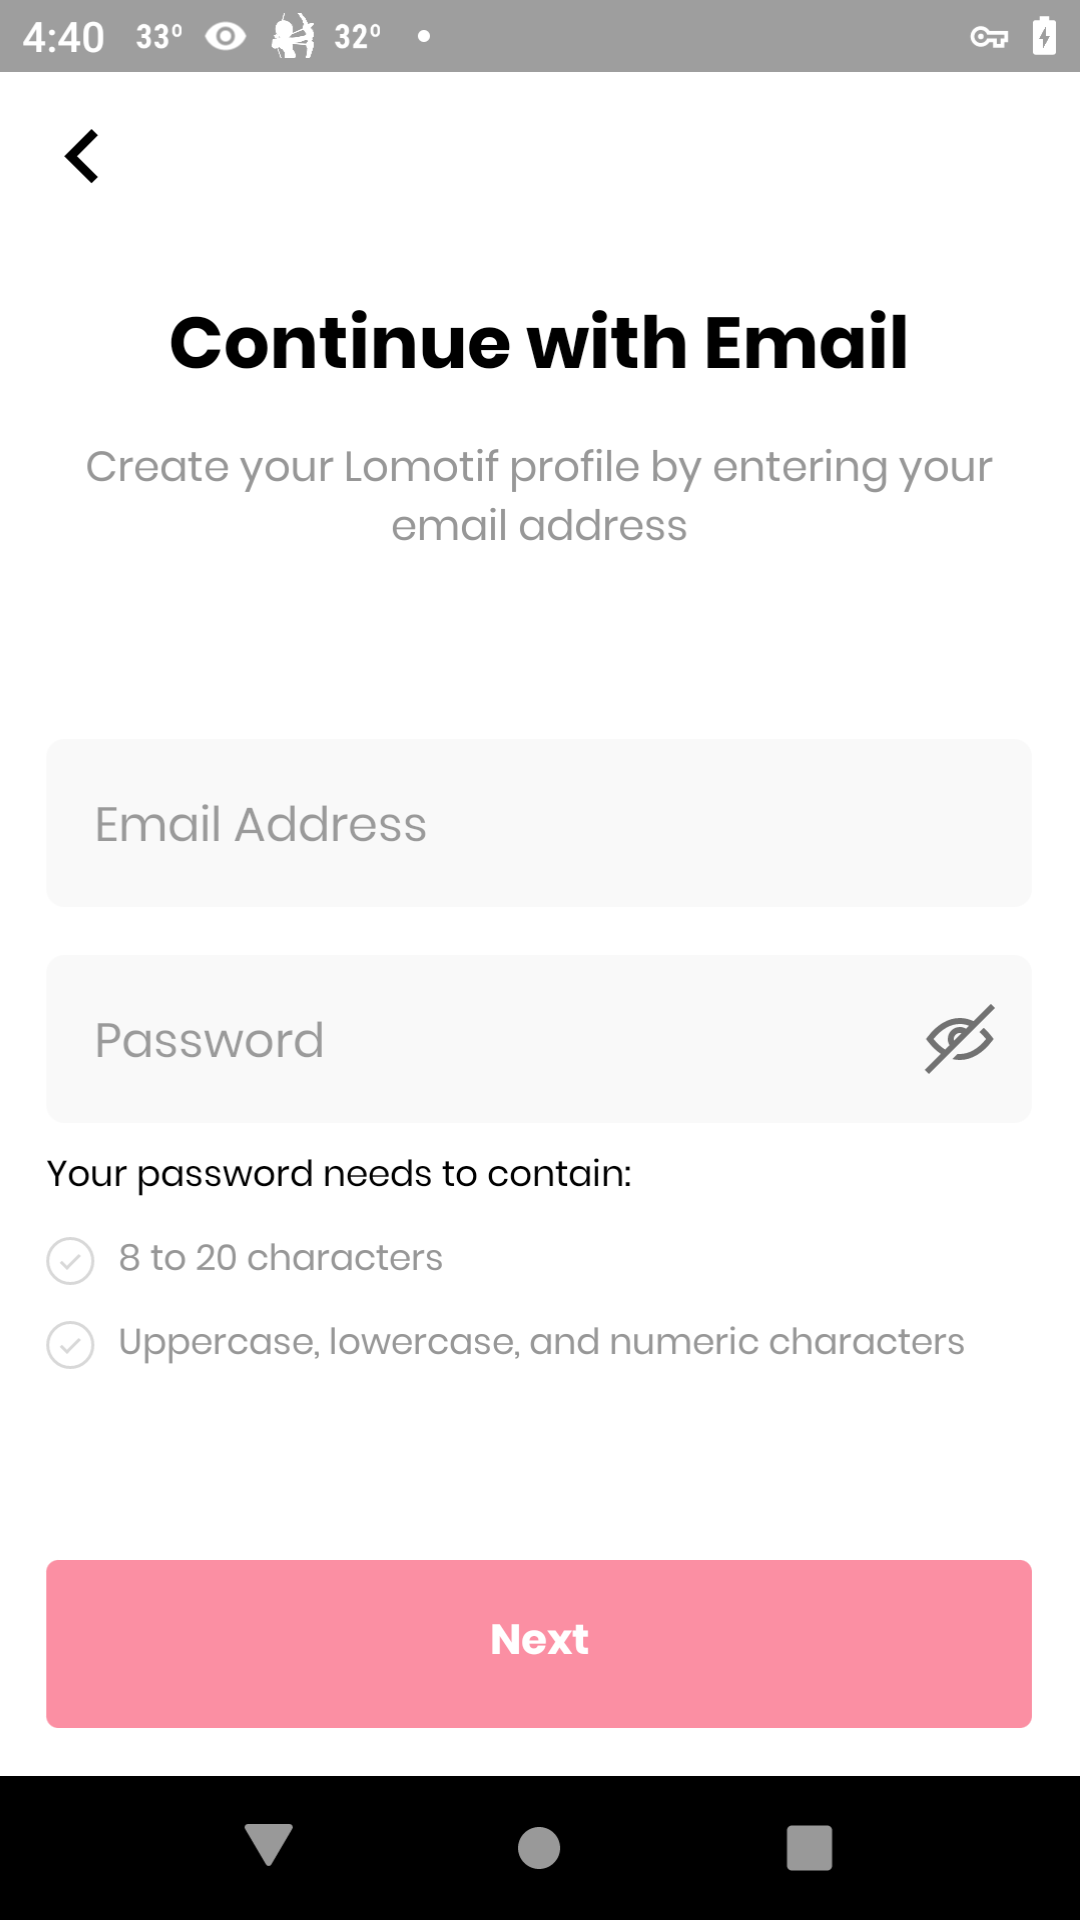 4:40 33° 32°
Continue with Email
Create your Lomotif profile by entering your
email address
Email Address
Password
Your password needs to contain:
8 to 20 characters
Uppercase, lowercase, and numeric characters
Next